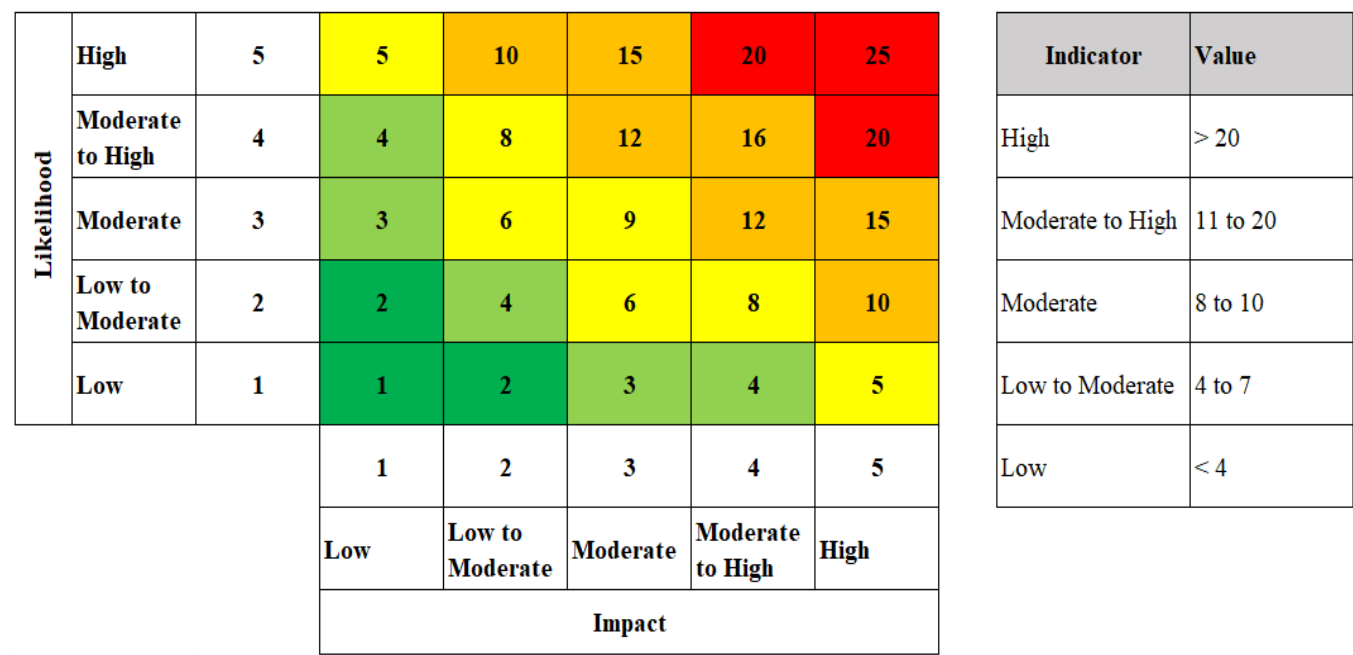 Likelihood
High 5 5 10 15 20 25
Moderate
to High 4 4 8 12 16 20
Moderate 3 3 6 9 12 15
Low to
Moderate 2 2 4 6 8 10
Low 1 1 2 3 4 5
1 2 3 4 5
Low Low to
Moderate Moderate Moderate
to High High
Impact
Indicator Value
High > 20
Moderate to High 11 to 20
Moderate 8 to 10
Low to Moderate 4 to 7
Low < 4